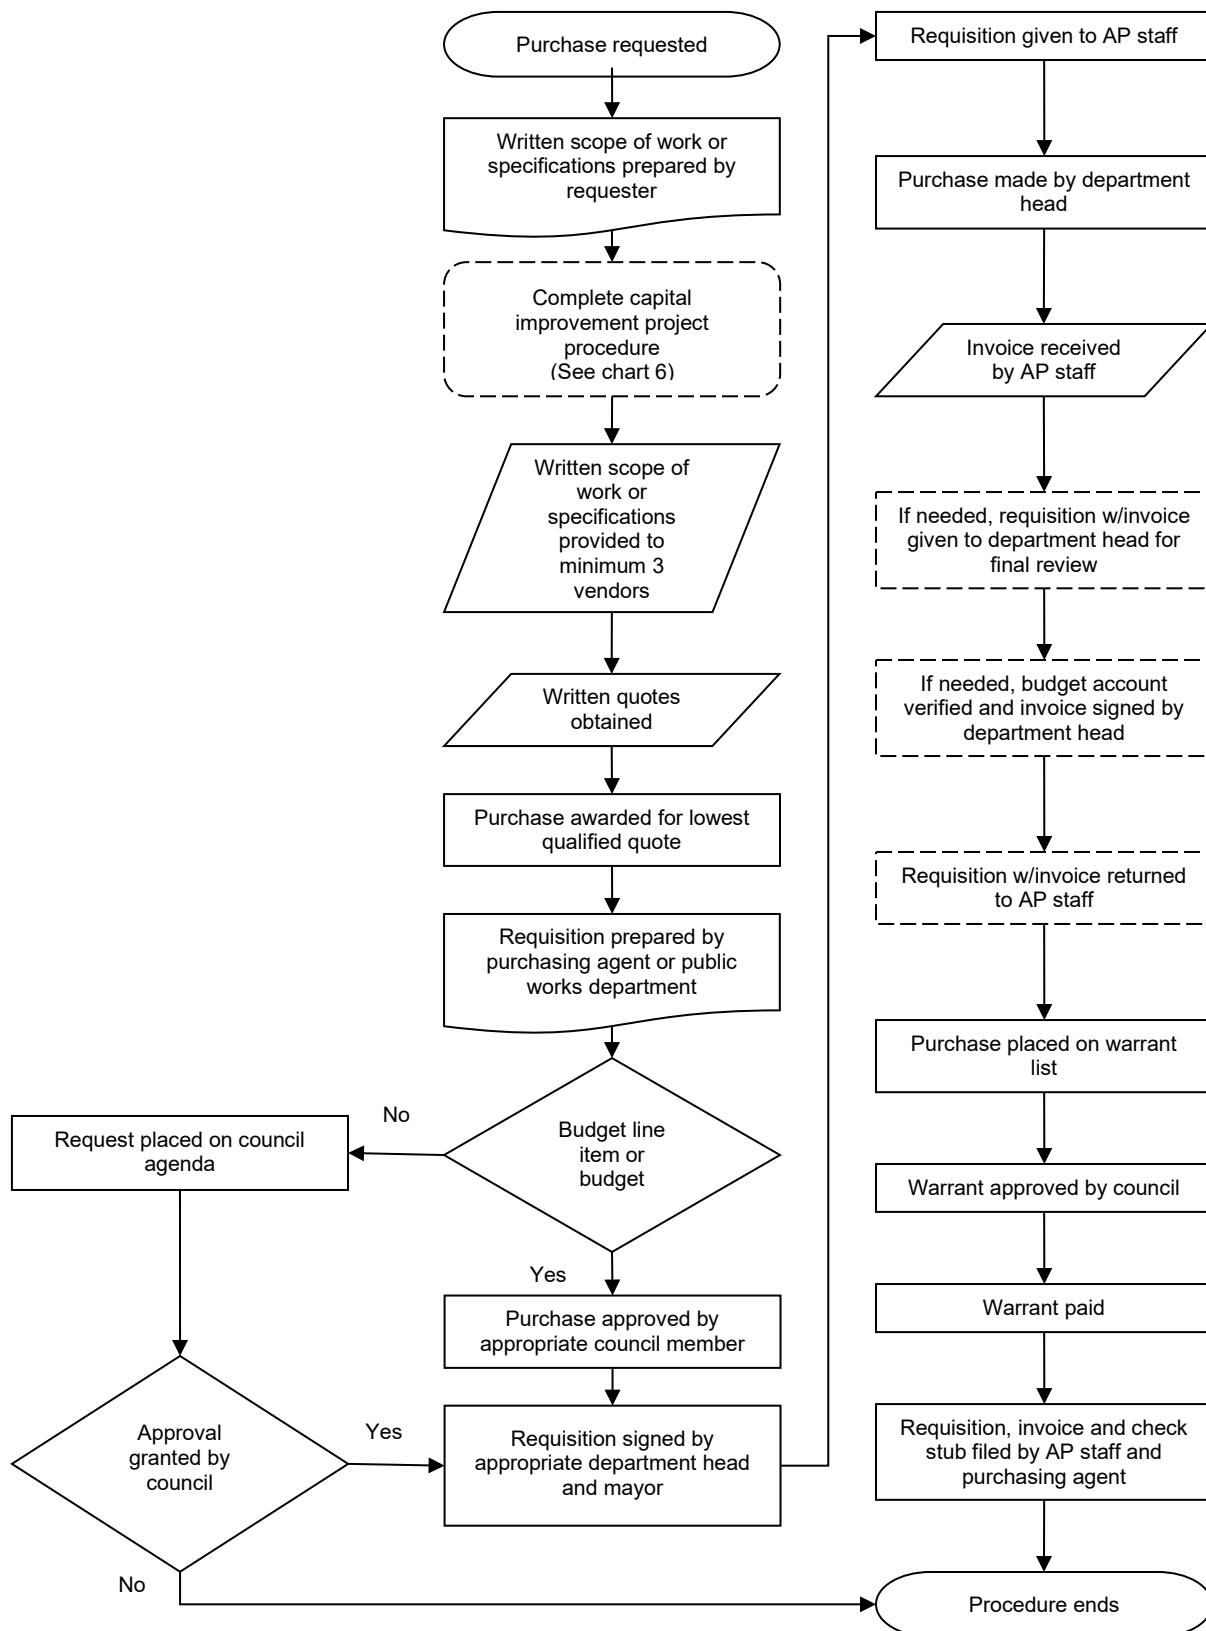 Purchase requested
Written scope of work or
specifications prepared by
requester
Complete capital
improvement project
procedure
(See chart 6)
Written scope of
work or
specifications
provided to
minimum 3
vendors
Written quotes
obtained
Purchase awarded for lowest
qualified quote
Requisition prepared by
purchasing agent or public
works department
Budget line
item or
budget
No
Request placed on council
agenda
Yes
Purchase approved by
appropriate council member
Approval
granted by
council
Yes
Requisition signed by
appropriate department head
and mayor
No
Requisition given to AP staff
Purchase made by department
head
Invoice received
by AP staff
If needed, requisition w/invoice
given to department head for
final review
If needed, budget account
verified and invoice signed by
department head
Requisition w/invoice returned
to AP staff
Purchase placed on warrant
list
Warrant approved by council
Warrant paid
Requisition, invoice and check
stub filed by AP staff and
purchasing agent
Procedure ends